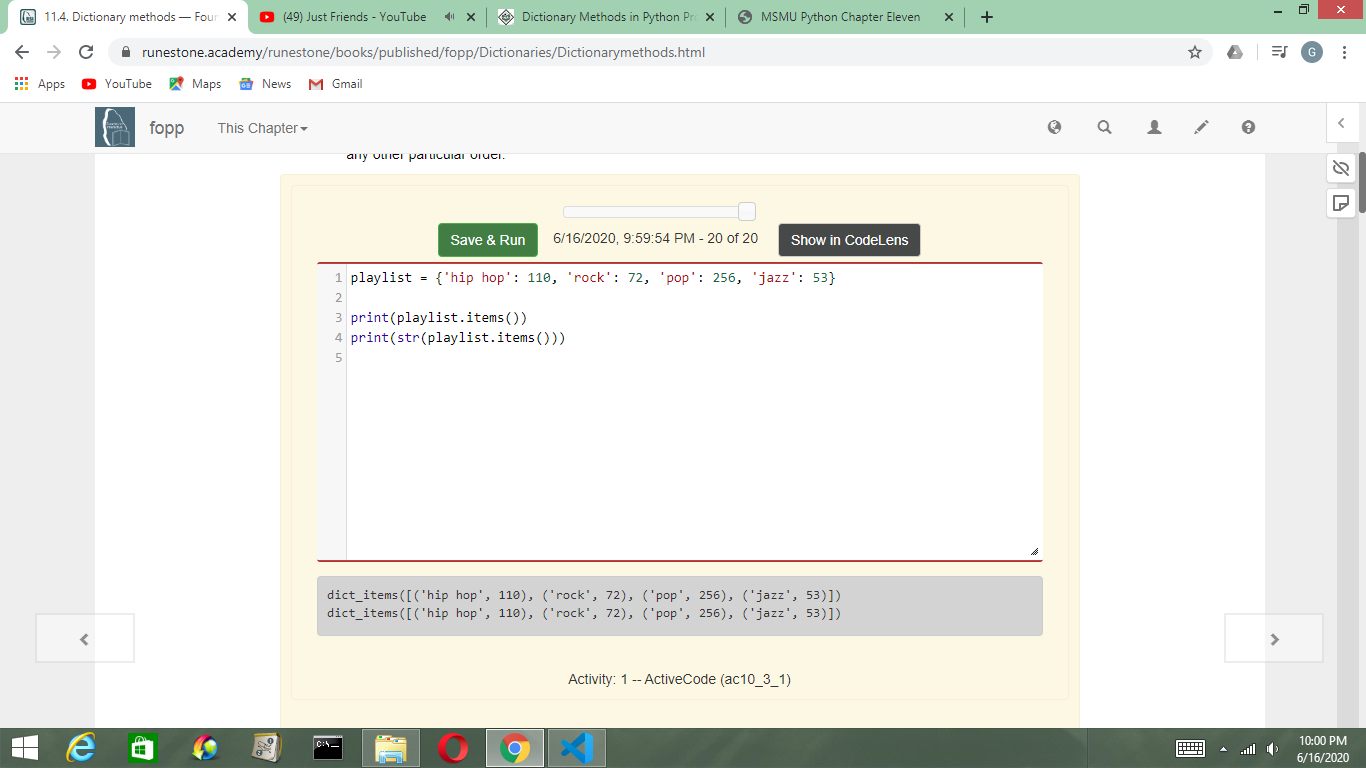 11.4. Dictionary methods — Four
(49) Just Friends - YouTube
Dictionary Methods in Python Pr
MSMU Python Chapter Eleven
runestone.academy/runestone/books/published/fopp/Dictionaries/Dictionarymethods.html
G
Apps
YouTube
Maps
News
Gmail
fopp
This Chapter
any other particular order.
Save & Run
6/16/2020, 9:59:54 PM - 20 of 20
Show in CodeLens
1 playlist = {'hip hop': 110, 'rock': 72, 'pop': 256, 'jazz': 53}
2
3 print(playlist.items())
4 print(str(playlist.items()))
5
dict_items([('hip hop', 110), ('rock', 72), ('pop', 256), ('jazz', 53)])
dict_items([('hip hop', 110), ('rock', 72), ('pop', 256), ('jazz', 53)])
Activity: 1 -- ActiveCode (ac10_3_1)
10:00 PM
6/16/2020